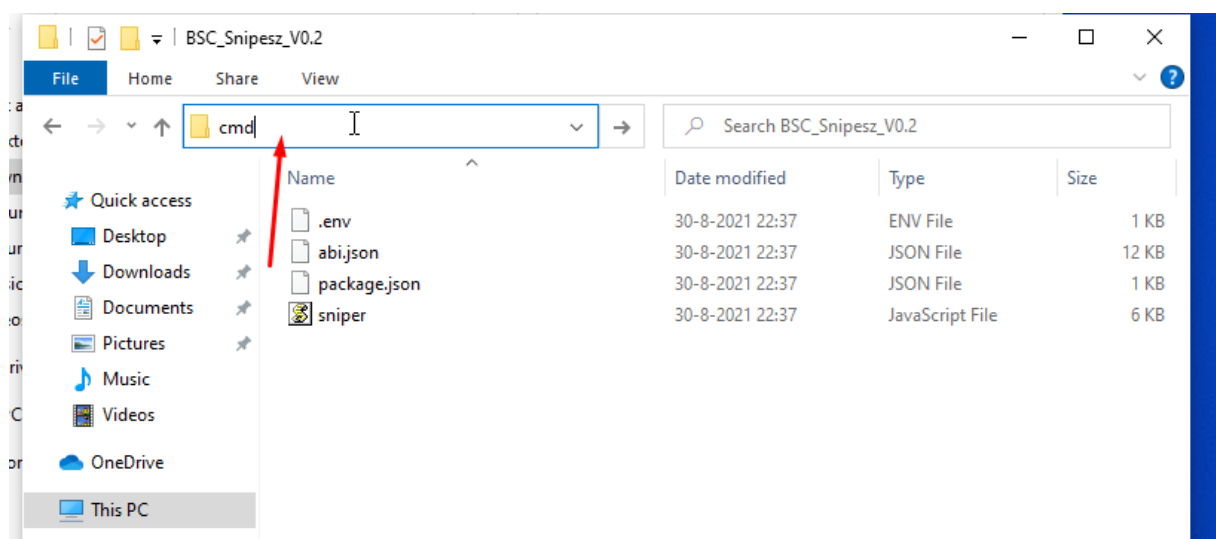 BSC_Snipesz_V0.2
File Home Share View
cmd
Search BSC_Snipesz_V0.2
Name Date modified Type Size
Quick access
Desktop
Downloads
Documents
Pictures
Music
Videos
OneDrive
This PC
.env 30-8-2021 22:37 ENV File 1 KB
abi.json 30-8-2021 22:37 JSON File 12 KB
package.json 30-8-2021 22:37 JSON File 1 KB
sniper 30-8-2021 22:37 JavaScript File 6 KB